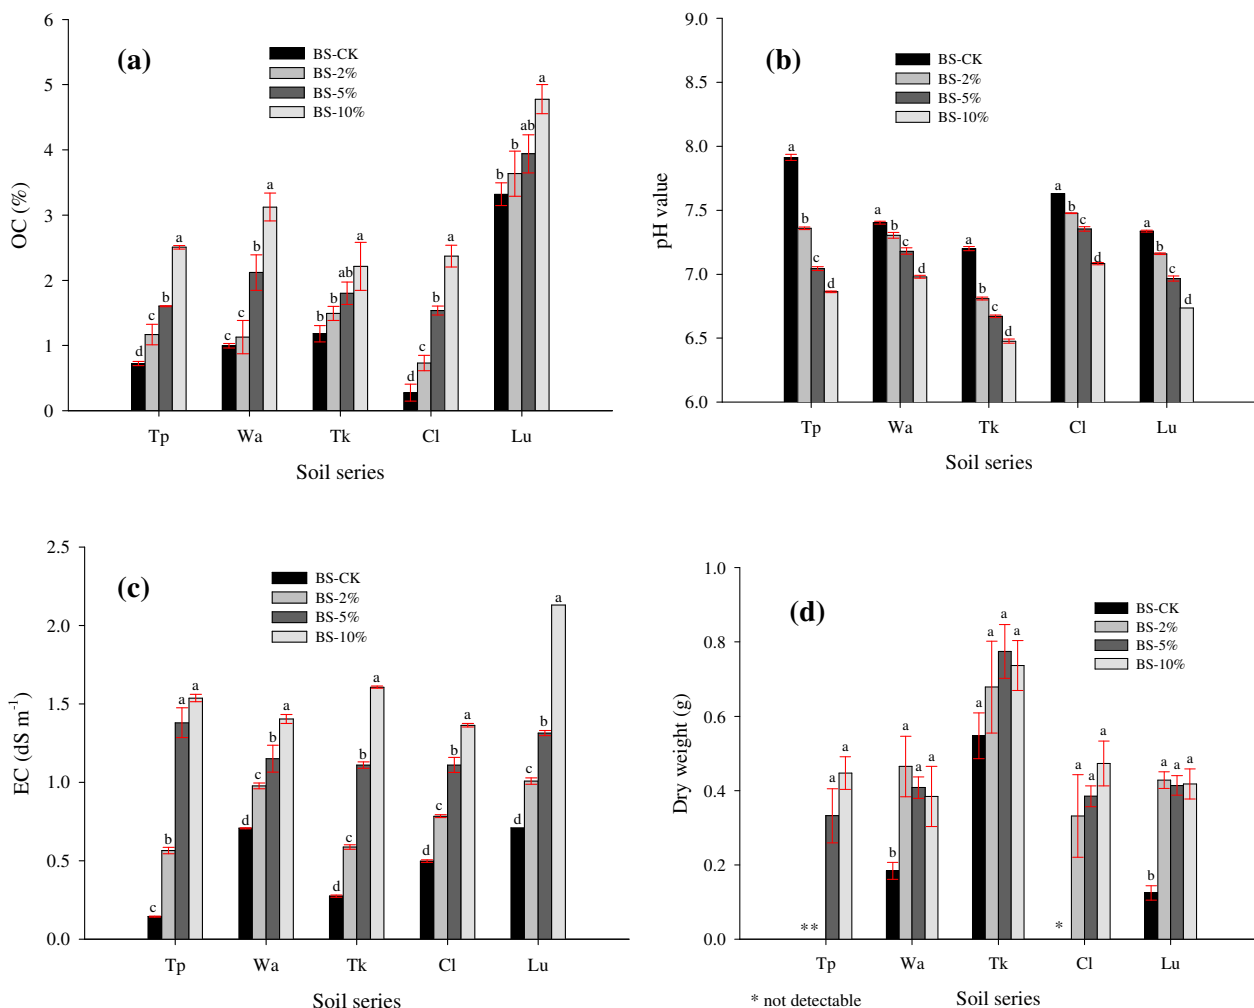 (a)
BS-CK
BS-2%
BS-5%
BS-10%
OC (%)
6
5
4
3
2
1
0
d c b a
c c b a
b b ab a
d c b a
b b ab a
Tp Wa Tk Cl Lu
Soil series
(b)
BS-CK
BS-2%
BS-5%
BS-10%
pH value
9.0
8.5
8.0
7.5
7.0
6.5
6.0
a b c d
a b c d
a b c d
a b c d
a b c d
Tp Wa Tk Cl Lu
Soil series
(c)
BS-CK
BS-2%
BS-5%
BS-10%
EC (dS m-1)
2.5
2.0
1.5
1.0
0.5
0.0
c b a a
d c b a
d c b a
d c b a
d c b a
Tp Wa Tk Cl Lu
Soil series
(d)
BS-CK
BS-2%
BS-5%
BS-10%
Dry weight (g)
1.0
0.8
0.6
0.4
0.2
0.0
** a a
b a a a
a a a a
* a a a
b a a a
Tp Wa Tk Cl Lu
* not detectable Soil series